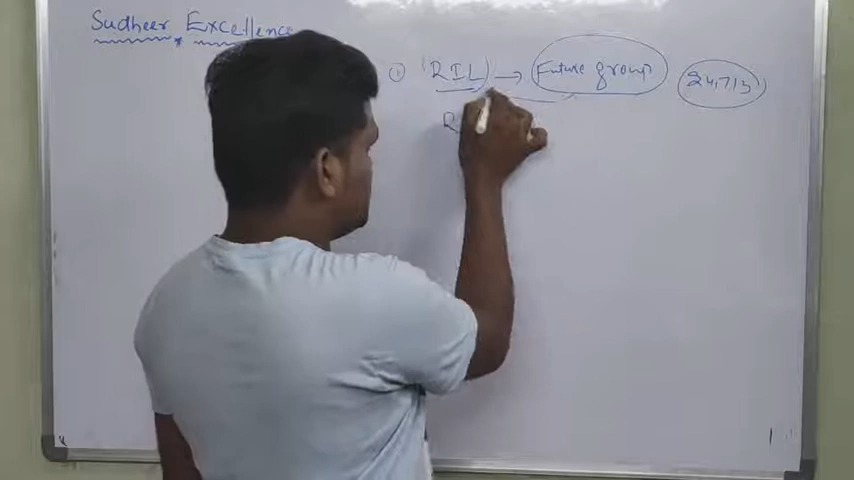 Sudheer Excellence
① RIL → Future group 24,713
R